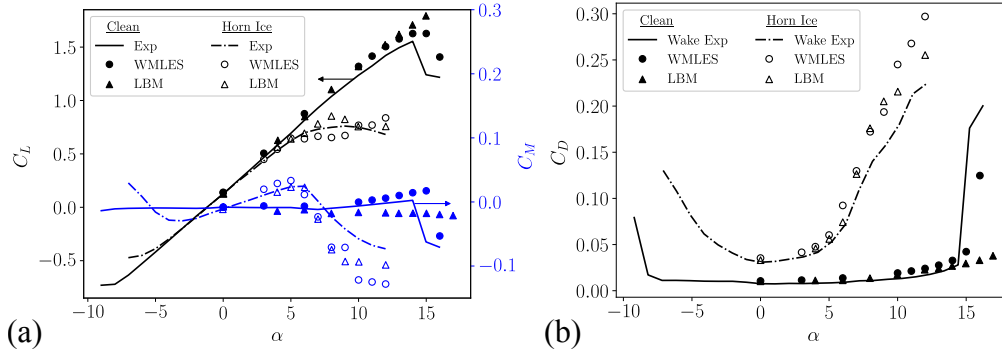 Clean Horn Ice
Exp Exp
WMLES WMLES
LBM LBM
C_L
1.5
1.0
0.5
0.0
−0.5
−10 −5 0 5 10 15
α
0.3
0.2
0.1
0.0
−0.1
C_M
(a)
Clean Horn Ice
Wake Exp Wake Exp
WMLES WMLES
LBM LBM
C_D
0.30
0.25
0.20
0.15
0.10
0.05
0.00
−10 −5 0 5 10 15
α
(b)